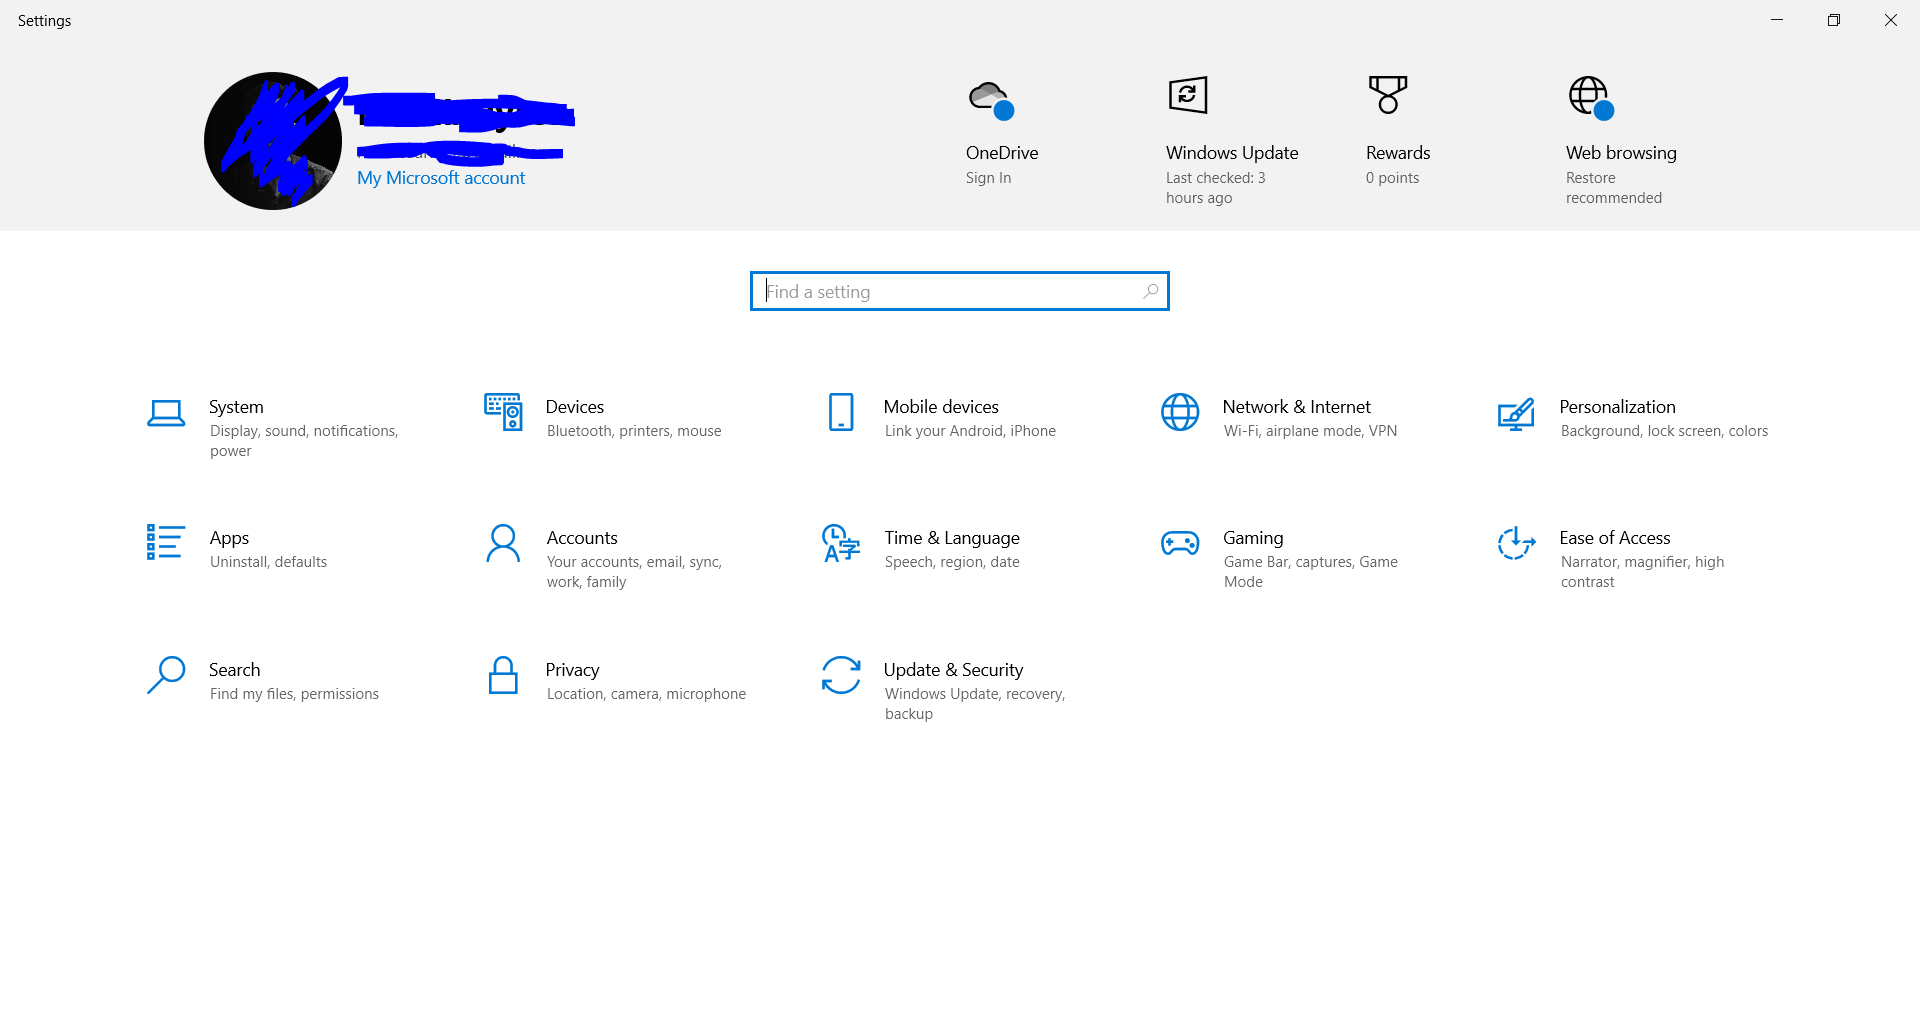 Settings
My Microsoft account
OneDrive
Sign In
Windows Update
Last checked: 3
hours ago
Rewards
0 points
Web browsing
Restore
recommended
Find a setting
System
Display, sound, notifications,
power
Devices
Bluetooth, printers, mouse
Mobile devices
Link your Android, iPhone
Network & Internet
Wi-Fi, airplane mode, VPN
Personalization
Background, lock screen, colors
Apps
Uninstall, defaults
Accounts
Your accounts, email, sync,
work, family
Time & Language
Speech, region, date
Gaming
Game Bar, captures, Game
Mode
Ease of Access
Narrator, magnifier, high
contrast
Search
Find my files, permissions
Privacy
Location, camera, microphone
Update & Security
Windows Update, recovery,
backup